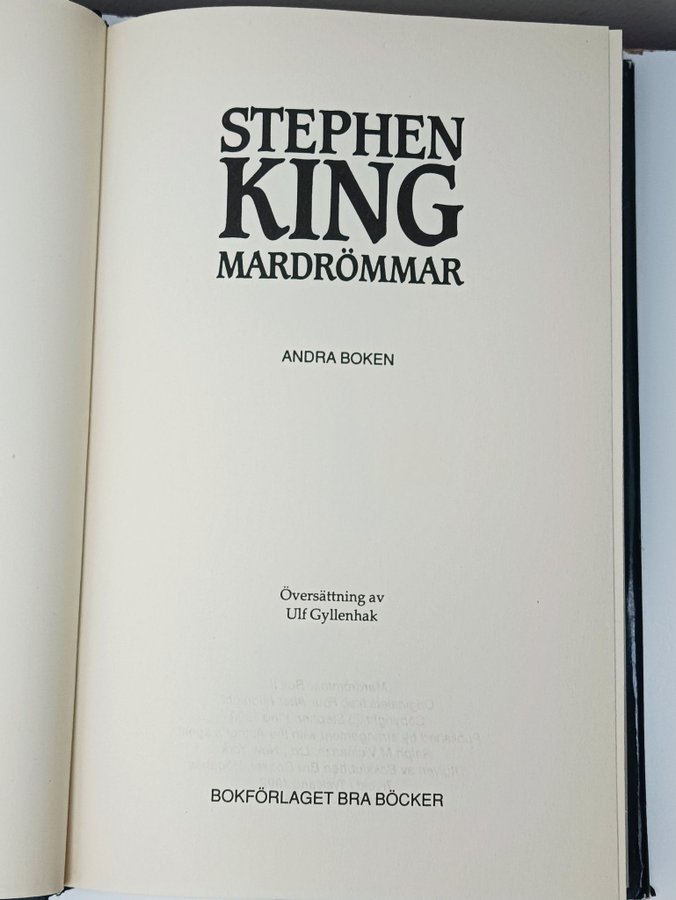 STEPHEN
KING
MARDRÖMMAR
ANDRA BOKEN
Översättning av
Ulf Gyllenhak
BOKFÖRLAGET BRA BÖCKER